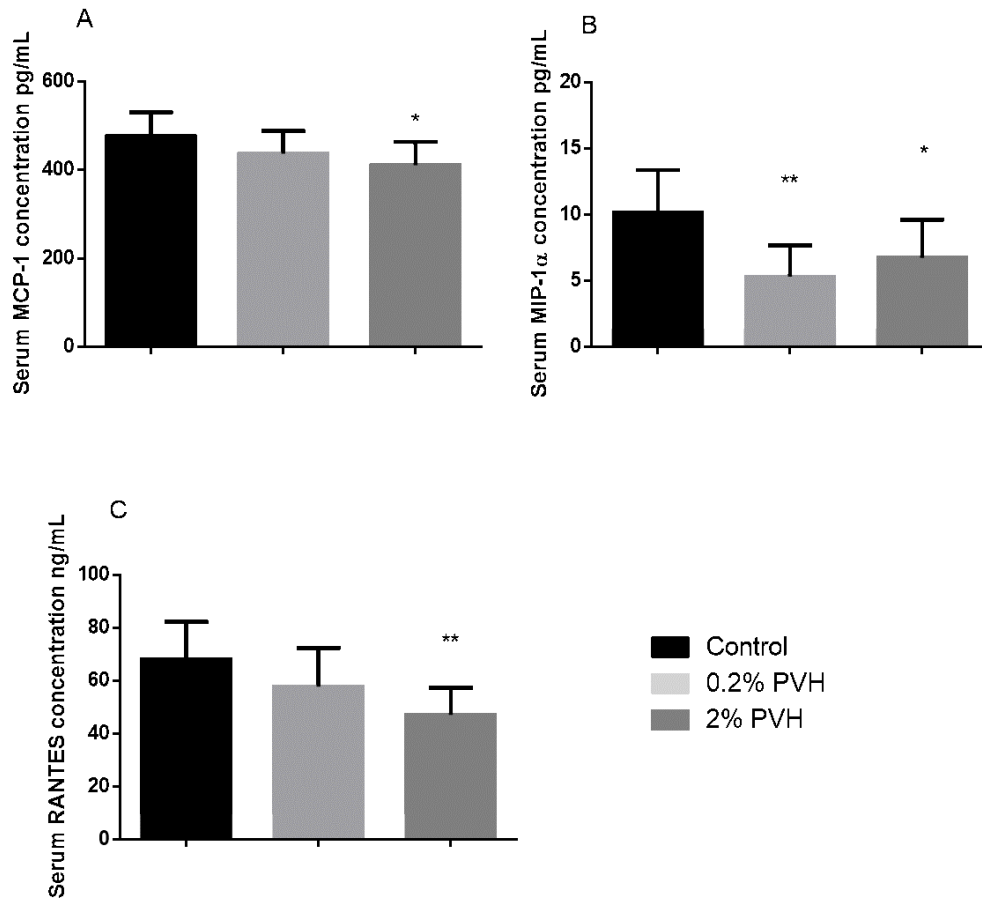 A
Serum MCP-1 concentration pg/mL
600
400
200
0
*
B
Serum MIP-1α concentration pg/mL
20
15
10
5
0
**
*
C
Serum RANTES concentration ng/mL
100
80
60
40
20
0
**
Control
0.2% PVH
2% PVH